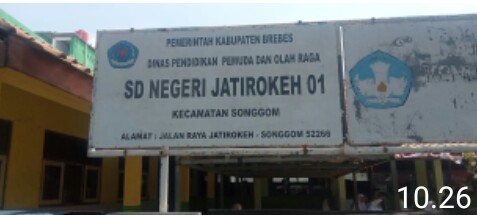 PEMERINTAH KABUPATEN BREBES
DINAS PENDIDIKAN PEMUDA DAN OLAH RAGA
SD NEGERI JATIROKEH 01
KECAMATAN SONGGOM
ALAMAT : JALAN RAYA JATIROKEH - SONGGOM 52266
10.26